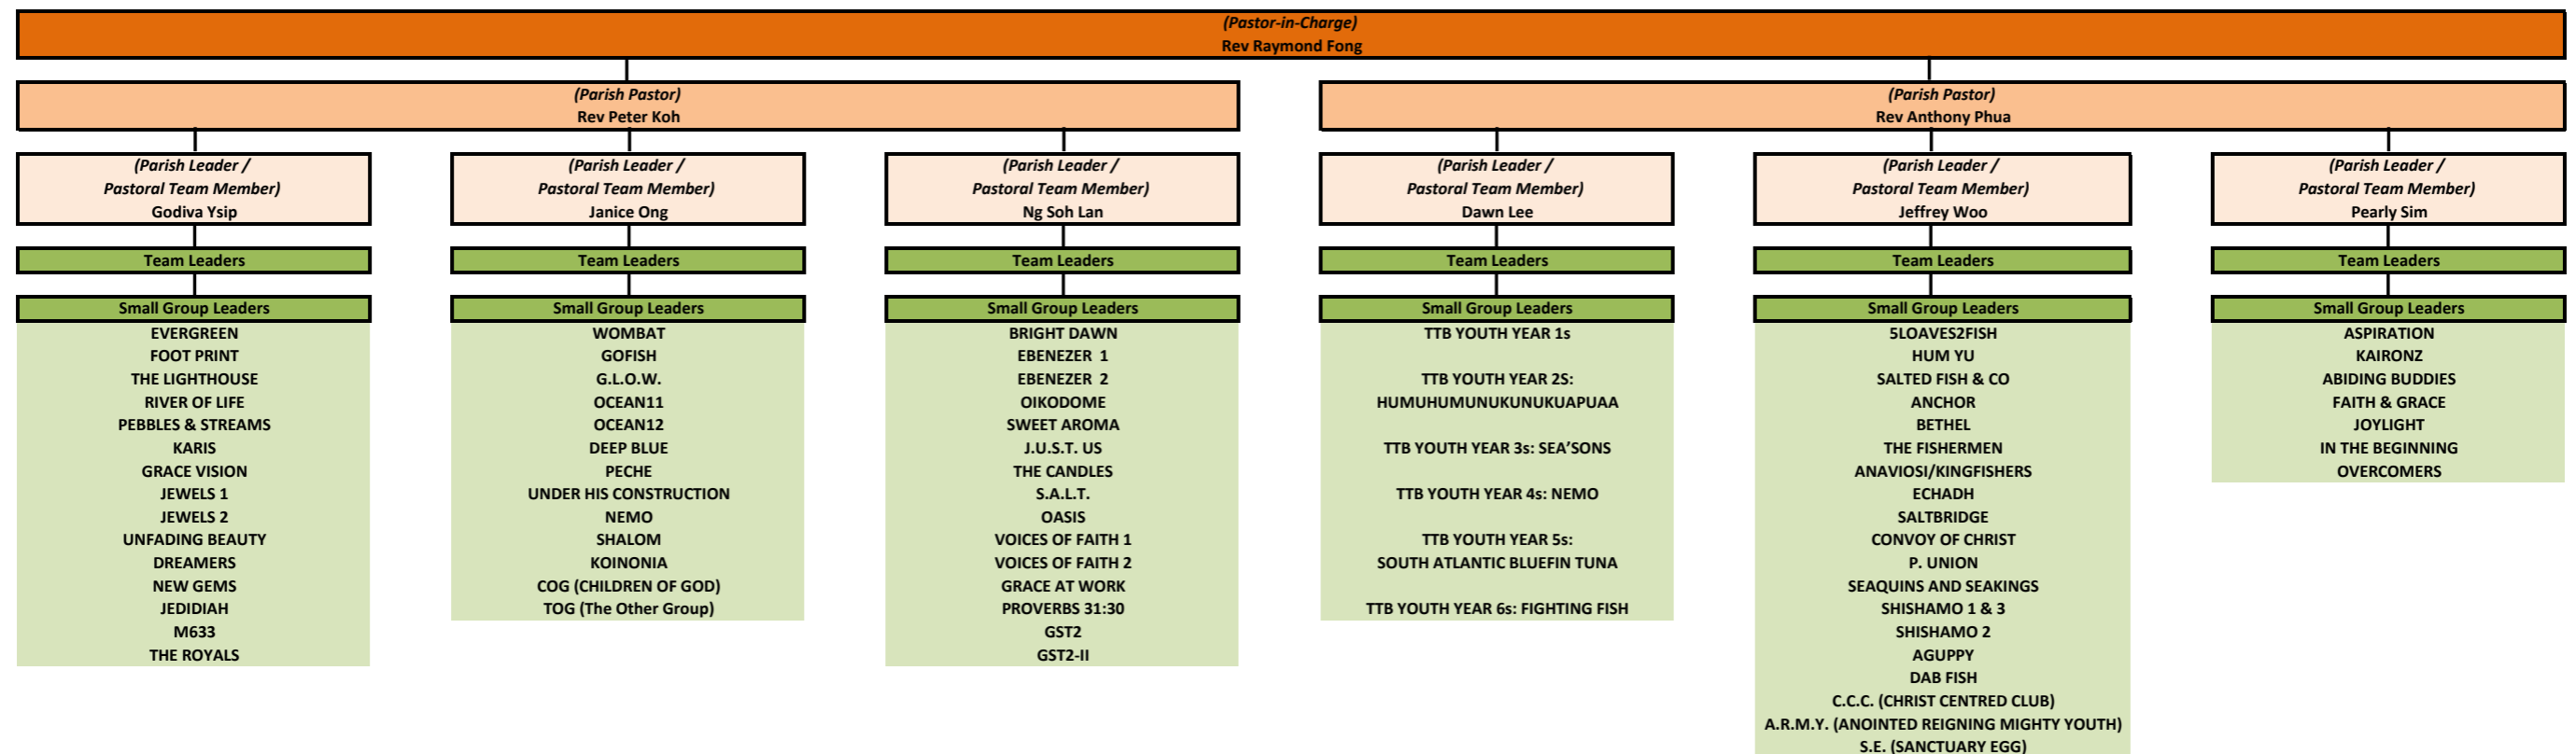 (Pastor-in-Charge)
Rev Raymond Fong
(Parish Pastor)
Rev Peter Koh
(Parish Pastor)
Rev Anthony Phua
(Parish Leader /
Pastoral Team Member)
Godiva Ysip
(Parish Leader /
Pastoral Team Member)
Janice Ong
(Parish Leader /
Pastoral Team Member)
Ng Soh Lan
(Parish Leader /
Pastoral Team Member)
Dawn Lee
(Parish Leader /
Pastoral Team Member)
Jeffrey Woo
(Parish Leader /
Pastoral Team Member)
Pearly Sim
Team Leaders
Team Leaders
Team Leaders
Team Leaders
Team Leaders
Team Leaders
Small Group Leaders
EVERGREEN
FOOT PRINT
THE LIGHTHOUSE
RIVER OF LIFE
PEBBLES & STREAMS
KARIS
GRACE VISION
JEWELS 1
JEWELS 2
UNFADING BEAUTY
DREAMERS
NEW GEMS
JEDIDIAH
M633
THE ROYALS
Small Group Leaders
WOMBAT
GOFISH
G.L.O.W.
OCEAN11
OCEAN12
DEEP BLUE
PECHE
UNDER HIS CONSTRUCTION
NEMO
SHALOM
KOINONIA
COG (CHILDREN OF GOD)
TOG (The Other Group)
Small Group Leaders
BRIGHT DAWN
EBENEZER 1
EBENEZER 2
OIKODOME
SWEET AROMA
J.U.S.T. US
THE CANDLES
S.A.L.T.
OASIS
VOICES OF FAITH 1
VOICES OF FAITH 2
GRACE AT WORK
PROVERBS 31:30
GST2
GST2-II
Small Group Leaders
TTB YOUTH YEAR 1s
TTB YOUTH YEAR 2S:
HUMUHUMUNUKUNUKUAPUAA
TTB YOUTH YEAR 3s: SEA’SONS
TTB YOUTH YEAR 4s: NEMO
TTB YOUTH YEAR 5s:
SOUTH ATLANTIC BLUEFIN TUNA
TTB YOUTH YEAR 6s: FIGHTING FISH
Small Group Leaders
5LOAVES2FISH
HUM YU
SALTED FISH & CO
ANCHOR
BETHEL
THE FISHERMEN
ANAVIOSI/KINGFISHERS
ECHADH
SALTBRIDGE
CONVOY OF CHRIST
P. UNION
SEAQUINS AND SEAKINGS
SHISHAMO 1 & 3
SHISHAMO 2
AGUPPY
DAB FISH
C.C.C. (CHRIST CENTRED CLUB)
A.R.M.Y. (ANOINTED REIGNING MIGHTY YOUTH)
S.E. (SANCTUARY EGG)
Small Group Leaders
ASPIRATION
KAIRONZ
ABIDING BUDDIES
FAITH & GRACE
JOYLIGHT
IN THE BEGINNING
OVERCOMERS